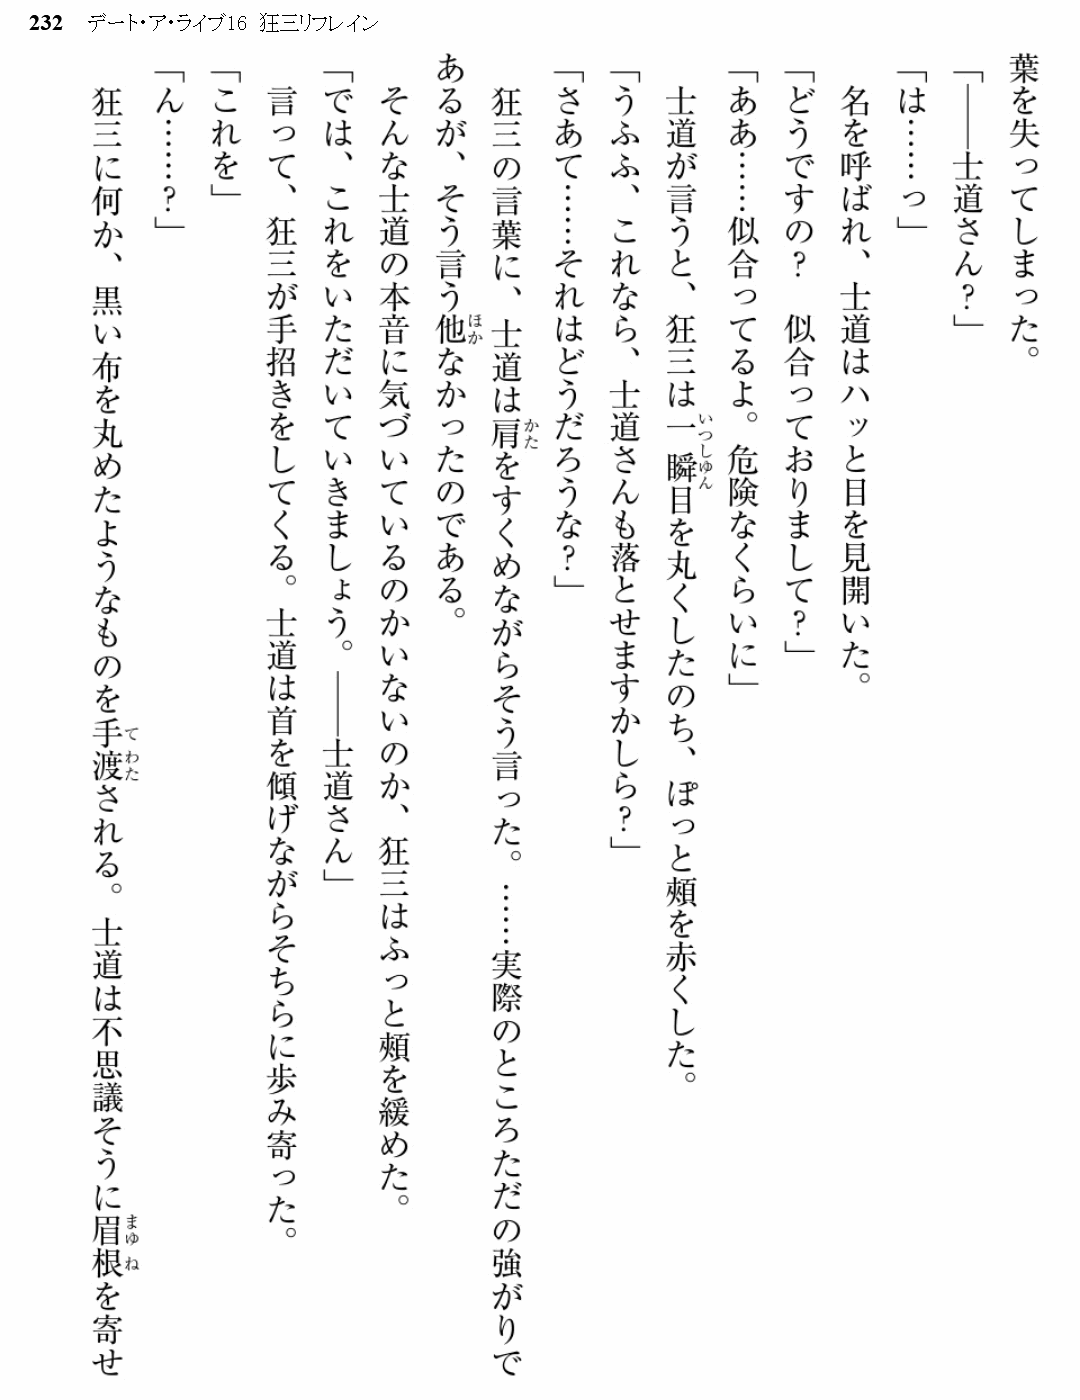 232 デート・ア・ライブ16 狂三リフレイン
葉を失ってしまった。
「――士道さん？」
「は……っ」
名を呼ばれ、士道はハッと目を見開いた。
「どうですの？　似合っておりまして？」
「ああ……似合ってるよ。危険なくらいに」
士道が言うと、狂三は一瞬目を丸くしたのち、ぽっと頰を赤くした。
「うふふ、これなら、士道さんも落とせますかしら？」
「さあて……それはどうだろうな？」
狂三の言葉に、士道は肩をすくめながらそう言った。……実際のところただの強がりで
あるが、そう言う他なかったのである。
そんな士道の本音に気づいているのかいないのか、狂三はふっと頰を緩めた。
「では、これをいただいていきましょう。――士道さん」
言って、狂三が手招きをしてくる。士道は首を傾げながらそちらに歩み寄った。
「これを」
「ん……？」
狂三に何か、黒い布を丸めたようなものを手渡される。士道は不思議そうに眉根を寄せ